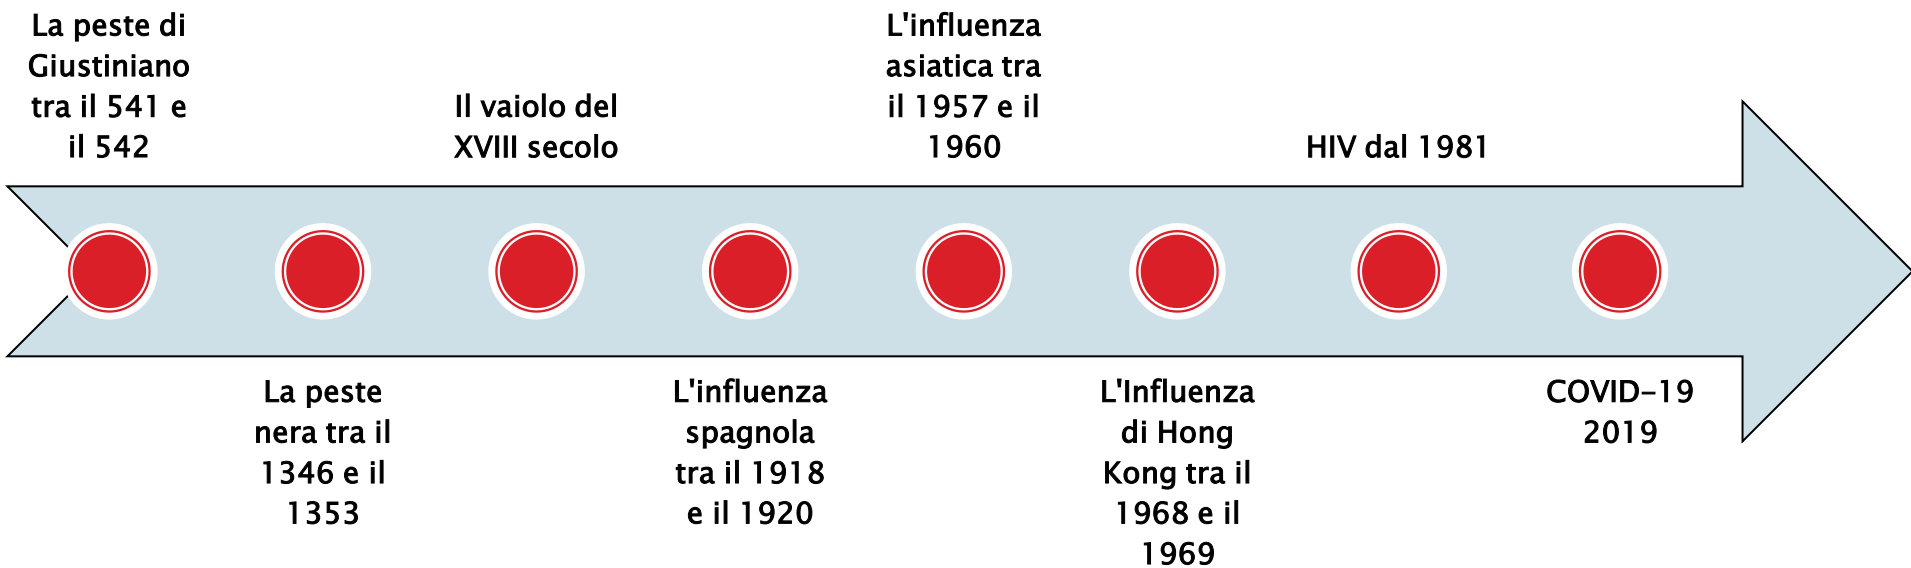 La peste di
Giustiniano
tra il 541 e
il 542
La peste
nera tra il
1346 e il
1353
Il vaiolo del
XVIII secolo
L'influenza
spagnola
tra il 1918
e il 1920
L'influenza
asiatica tra
il 1957 e il
1960
L'Influenza
di Hong
Kong tra il
1968 e il
1969
HIV dal 1981
COVID-19
2019